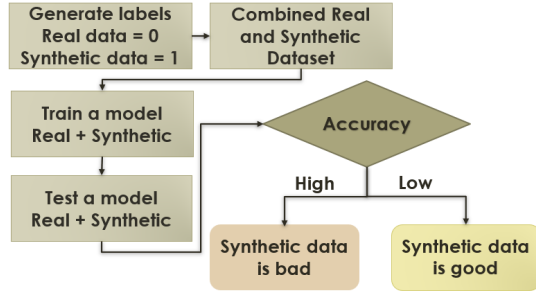 Generate labels
Real data = 0
Synthetic data = 1
Combined Real
and Synthetic
Dataset
Train a model
Real + Synthetic
Accuracy
Test a model
Real + Synthetic
High
Low
Synthetic data
is bad
Synthetic data
is good